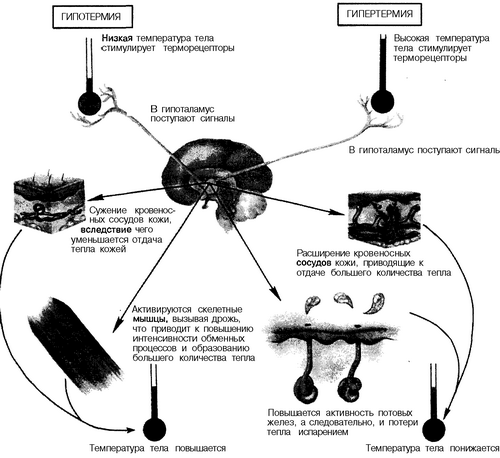 ГИПОТЕРМИЯ
ГИПЕРТЕРМИЯ
Низкая температура тела
стимулирует терморецепторы
Высокая температура
тела стимулирует
терморецепторы
В гипоталамус
поступают сигналы
В гипоталамус поступают сигналь
Сужение кровенос-
ных сосудов кожи,
вследствие чего
уменьшается отдача
тепла кожей
Расширение кровеносных
сосудов кожи, приводящие к
отдаче большего количества тепла
Активируются скелетные
мышцы, вызывая дрожь,
что приводит к повышению
интенсивности обменных
процессов и образованию
большего количества тепла
Повышается активность потовых
желез, а следовательно, и потери
тепла испарением
Температура тела повышается
Температура тела понижается